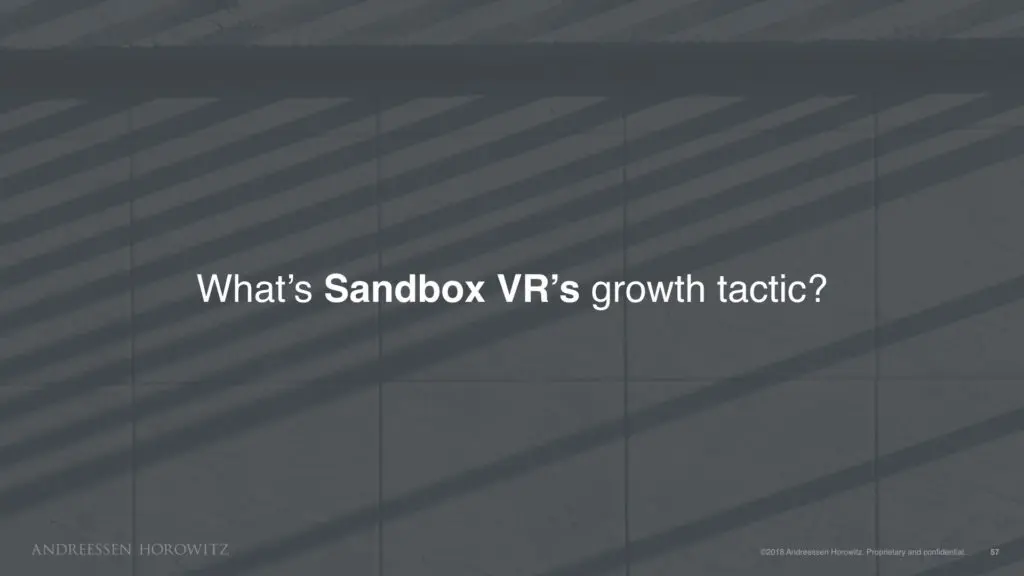 What’s Sandbox VR’s growth tactic?
ANDREESSEN HOROWITZ
©2018 Andreessen Horowitz. Proprietary and confidential. 57